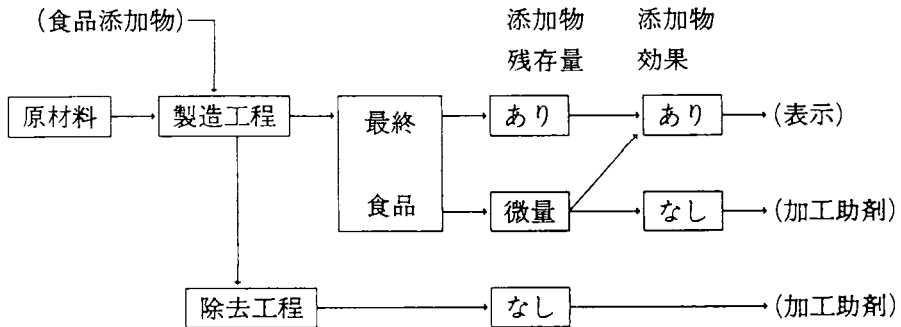 (食品添加物)
添加物
残存量
添加物
効果
原材料
製造工程
最終
食品
あり
あり
(表示)
微量
なし
(加工助剤)
除去工程
なし
(加工助剤)